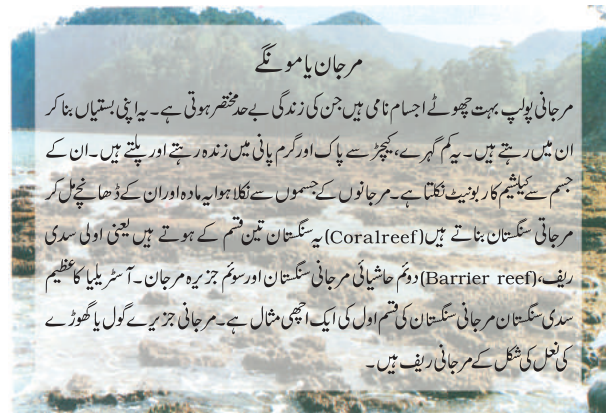 مرجان یا مونگے
مرجانی پولپ بہت چھوٹے اجسام نامی ہیں جن کی زندگی بے حد مختصر ہوتی ہے۔ یہ اپنی بستیاں بنا کر
ان میں رہتے ہیں۔ یہ کم گہرے، کیچڑ سے پاک اور گرم پانی میں زندہ رہتے اور پلتے ہیں۔ ان کے
جسم سے کیلشیم کاربونیٹ نکلتا ہے۔ مرجانوں کے جسموں سے نکلا ہوا یہ مادہ اور ان کے ڈھانچے مل کر
مرجاتی سنگستان بناتے ہیں (Coralreef) یہ سنگستان تین قسم کے ہوتے ہیں یعنی اولی سدی
ریف، (Barrier reef) دوئم حاشیائی مرجانی سنگستان اور سوئم جزیرہ مرجان۔ آسٹریلیا کا عظیم
سدی سنگستان مرجانی سنگستان کی قسم اول کی ایک اچھی مثال ہے۔ مرجانی جزیرے گول یا گھوڑے
کی نعل کی شکل کے مرجانی ریف ہیں۔